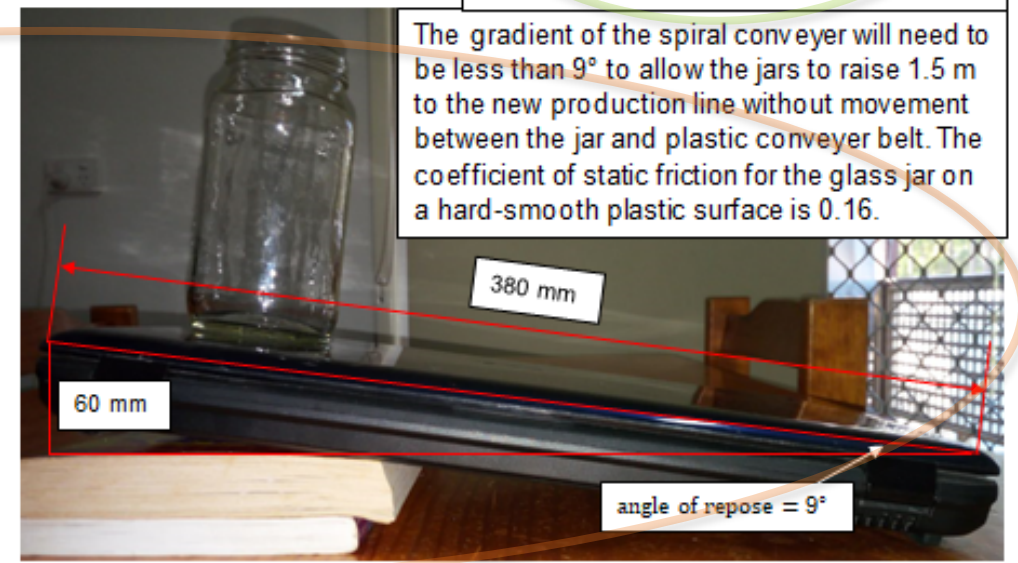 The gradient of the spiral conveyer will need to
be less than 9° to allow the jars to raise 1.5 m
to the new production line without movement
between the jar and plastic conveyer belt. The
coefficient of static friction for the glass jar on
a hard-smooth plastic surface is 0.16.
380 mm
60 mm
angle of repose = 9°